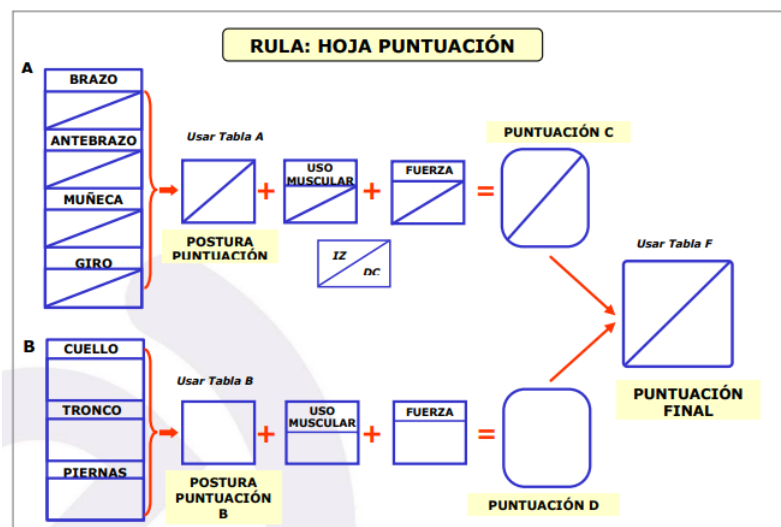 RULA: HOJA PUNTUACIÓN
A
BRAZO
ANTEBRAZO
MUÑECA
GIRO
Usar Tabla A
+
USO
MUSCULAR
+
FUERZA
=
PUNTUACIÓN C
POSTURA
PUNTUACIÓN
IZ
DC
Usar Tabla F
PUNTUACIÓN
FINAL
B
CUELLO
TRONCO
PIERNAS
Usar Tabla B
+
USO
MUSCULAR
+
FUERZA
=
POSTURA
PUNTUACIÓN
B
PUNTUACIÓN D